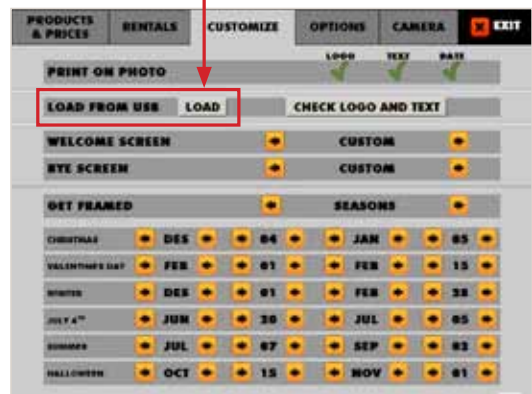 PRODUCTS & PRICES RENTALS CUSTOMIZE OPTIONS CAMERA X EXIT
LOGO TEXT DATE
PRINT ON PHOTO
LOAD FROM USB LOAD CHECK LOGO AND TEXT
WELCOME SCREEN CUSTOM
BYE SCREEN CUSTOM
GET FRAMED SEASONS
CHRISTMAS DES 04 JAN 05
VALENTINES DAY FEB 01 FEB 15
WINTER DES 01 FEB 28
JULY 4TH JUN 20 JUL 05
SUMMER JUL 07 SEP 02
HALLOWEEN OCT 15 NOV 01